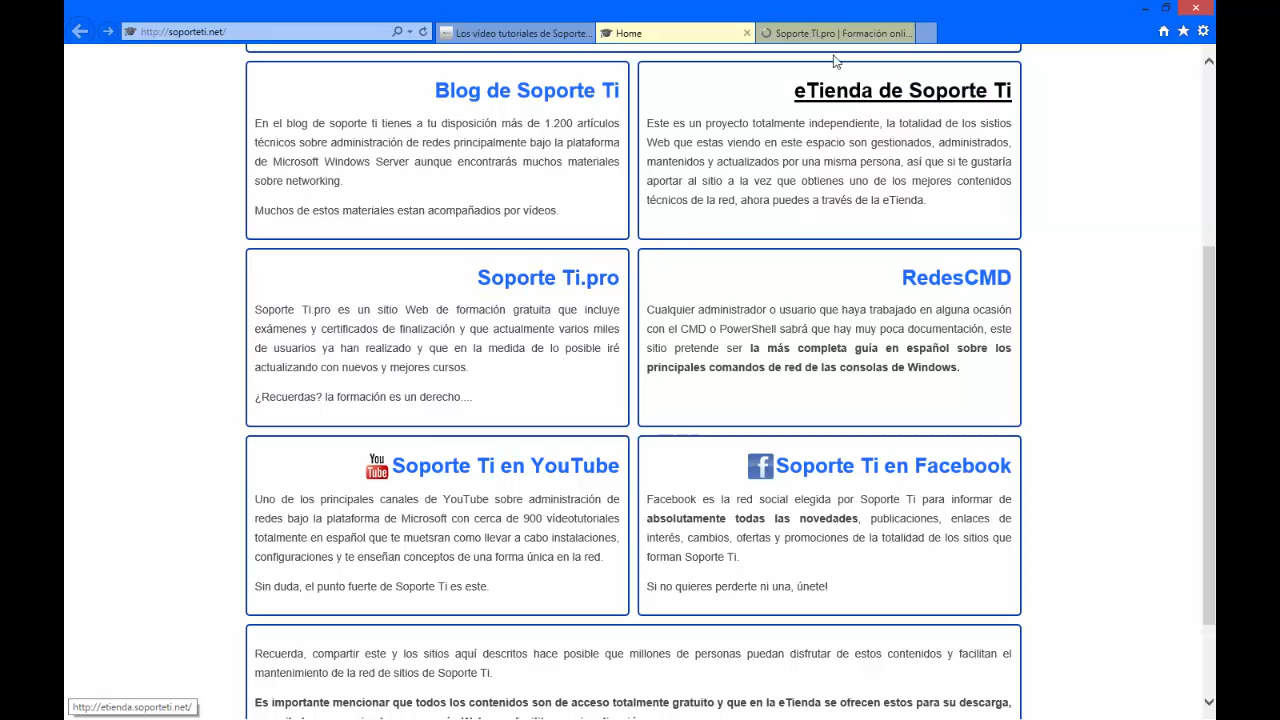 http://soporteti.net/
Los vídeo tutoriales de Soporte...
Home
Soporte TI.pro | Formación onli...
Blog de Soporte Ti
En el blog de soporte ti tienes a tu disposición más de 1.200 artículos
técnicos sobre administración de redes principalmente bajo la plataforma
de Microsoft Windows Server aunque encontrarás muchos materiales
sobre networking.
Muchos de estos materiales estan acompañadios por vídeos.
eTienda de Soporte Ti
Este es un proyecto totalmente independiente, la totalidad de los sistios
Web que estas viendo en este espacio son gestionados, administrados,
mantenidos y actualizados por una misma persona, así que si te gustaría
aportar al sitio a la vez que obtienes uno de los mejores contenidos
técnicos de la red, ahora puedes a través de la eTienda.
Soporte Ti.pro
Soporte Ti.pro es un sitio Web de formación gratuita que incluye
exámenes y certificados de finalización y que actualmente varios miles
de usuarios ya han realizado y que en la medida de lo posible iré
actualizando con nuevos y mejores cursos.
¿Recuerdas? la formación es un derecho....
RedesCMD
Cualquier administrador o usuario que haya trabajado en alguna ocasión
con el CMD o PowerShell sabrá que hay muy poca documentación, este
sitio pretende ser la más completa guía en español sobre los
principales comandos de red de las consolas de Windows.
You
Tube
Soporte Ti en YouTube
Uno de los principales canales de YouTube sobre administración de
redes bajo la plataforma de Microsoft con cerca de 900 vídeotutoriales
totalmente en español que te muetsran como llevar a cabo instalaciones,
configuraciones y te enseñan conceptos de una forma única en la red.
Sin duda, el punto fuerte de Soporte Ti es este.
f
Soporte Ti en Facebook
Facebook es la red social elegida por Soporte Ti para informar de
absolutamente todas las novedades, publicaciones, enlaces de
interés, cambios, ofertas y promociones de la totalidad de los sitios que
forman Soporte Ti.
Si no quieres perderte ni una, únete!
Recuerda, compartir este y los sitios aquí descritos hace posible que millones de personas puedan disfrutar de estos contenidos y facilitan el
mantenimiento de la red de sitios de Soporte Ti.
Es importante mencionar que todos los contenidos son de acceso totalmente gratuito y que en la eTienda se ofrecen estos para su descarga,
http://etienda.soporteti.net/